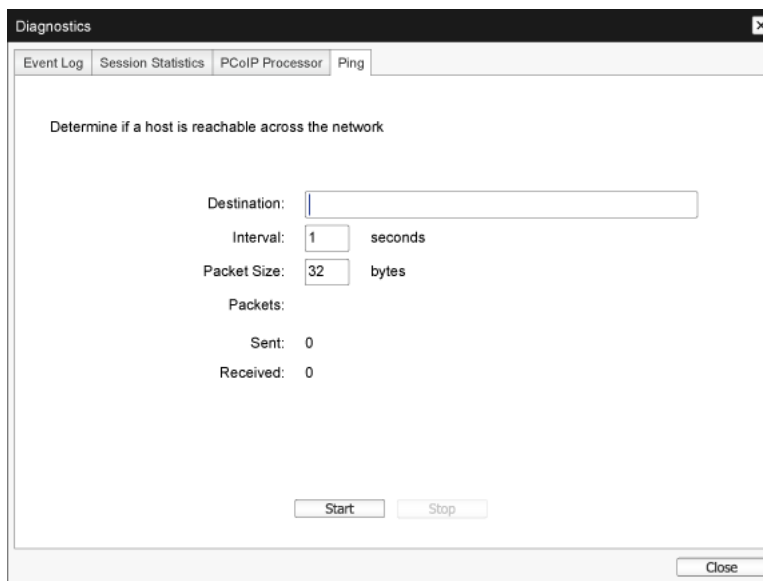 Diagnostics
Event Log Session Statistics PCoIP Processor Ping
Determine if a host is reachable across the network
Destination:
Interval: 1 seconds
Packet Size: 32 bytes
Packets:
Sent: 0
Received: 0
Start Stop
Close